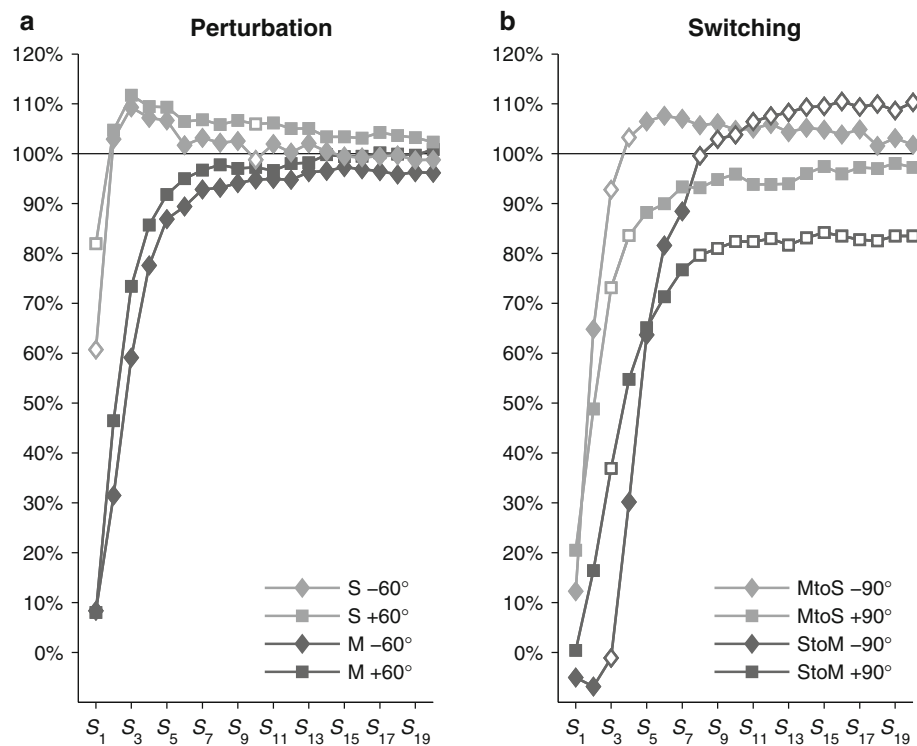 a
Perturbation
120%
110%
100%
90%
80%
70%
60%
50%
40%
30%
20%
10%
0%
S −60°
S +60°
M −60°
M +60°
S1 S3 S5 S7 S9 S11 S13 S15 S17 S19
b
Switching
120%
110%
100%
90%
80%
70%
60%
50%
40%
30%
20%
10%
0%
MtoS −90°
MtoS +90°
StoM −90°
StoM +90°
S1 S3 S5 S7 S9 S11 S13 S15 S17 S19